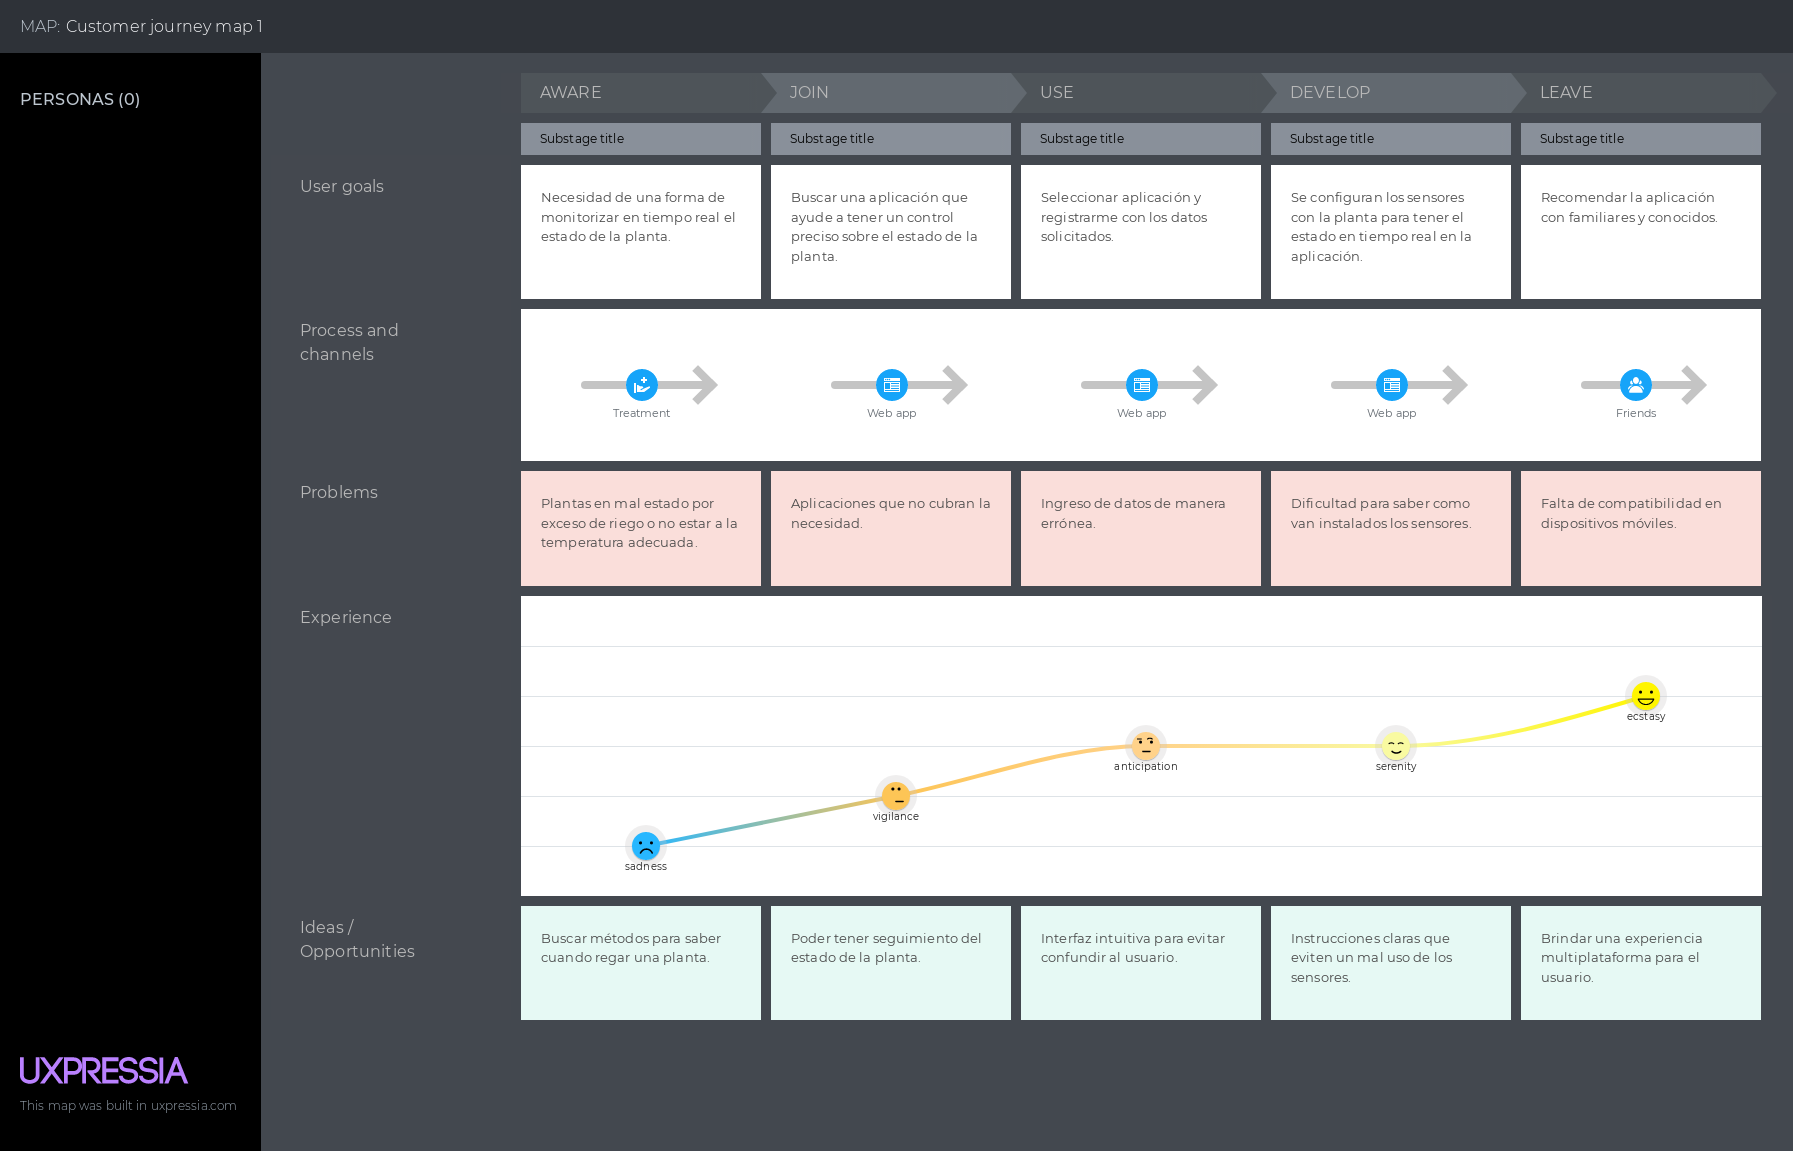 MAP: Customer journey map 1
PERSONAS (0)
AWARE
JOIN
USE
DEVELOP
LEAVE
Substage title
Substage title
Substage title
Substage title
Substage title
User goals
Necesidad de una forma de
monitorizar en tiempo real el
estado de la planta.
Buscar una aplicación que
ayude a tener un control
preciso sobre el estado de la
planta.
Seleccionar aplicación y
registrarme con los datos
solicitados.
Se configuran los sensores
con la planta para tener el
estado en tiempo real en la
aplicación.
Recomendar la aplicación
con familiares y conocidos.
Process and
channels
Treatment
Web app
Web app
Web app
Friends
Problems
Plantas en mal estado por
exceso de riego o no estar a la
temperatura adecuada.
Aplicaciones que no cubran la
necesidad.
Ingreso de datos de manera
errónea.
Dificultad para saber como
van instalados los sensores.
Falta de compatibilidad en
dispositivos móviles.
Experience
sadness
vigilance
anticipation
serenity
ecstasy
Ideas /
Opportunities
Buscar métodos para saber
cuando regar una planta.
Poder tener seguimiento del
estado de la planta.
Interfaz intuitiva para evitar
confundir al usuario.
Instrucciones claras que
eviten un mal uso de los
sensores.
Brindar una experiencia
multiplataforma para el
usuario.
UXPRESSIA
This map was built in uxpressia.com